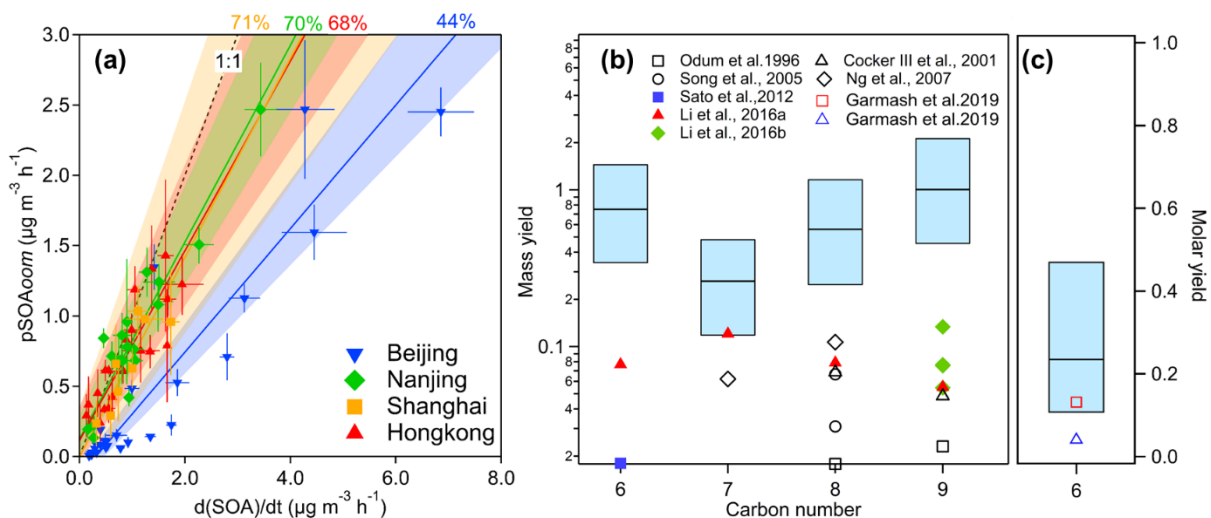 71% 70% 68% 44%
(a)
1:1
3.0
2.5
2.0
1.5
1.0
0.5
0.0
pSOAoom (µg m⁻³ h⁻¹)
Beijing
Nanjing
Shanghai
Hongkong
0.0 2.0 4.0 6.0 8.0
d(SOA)/dt (µg m⁻³ h⁻¹)
(b)
Odum et al.1996
Song et al., 2005
Sato et al.,2012
Li et al., 2016a
Li et al., 2016b
Cocker III et al., 2001
Ng et al., 2007
Garmash et al.2019
Garmash et al.2019
8
6
4
2
1
8
6
4
2
0.1
8
6
4
2
Mass yield
6 7 8 9
Carbon number
(c)
1.0
0.8
0.6
0.4
0.2
0.0
Molar yield
6